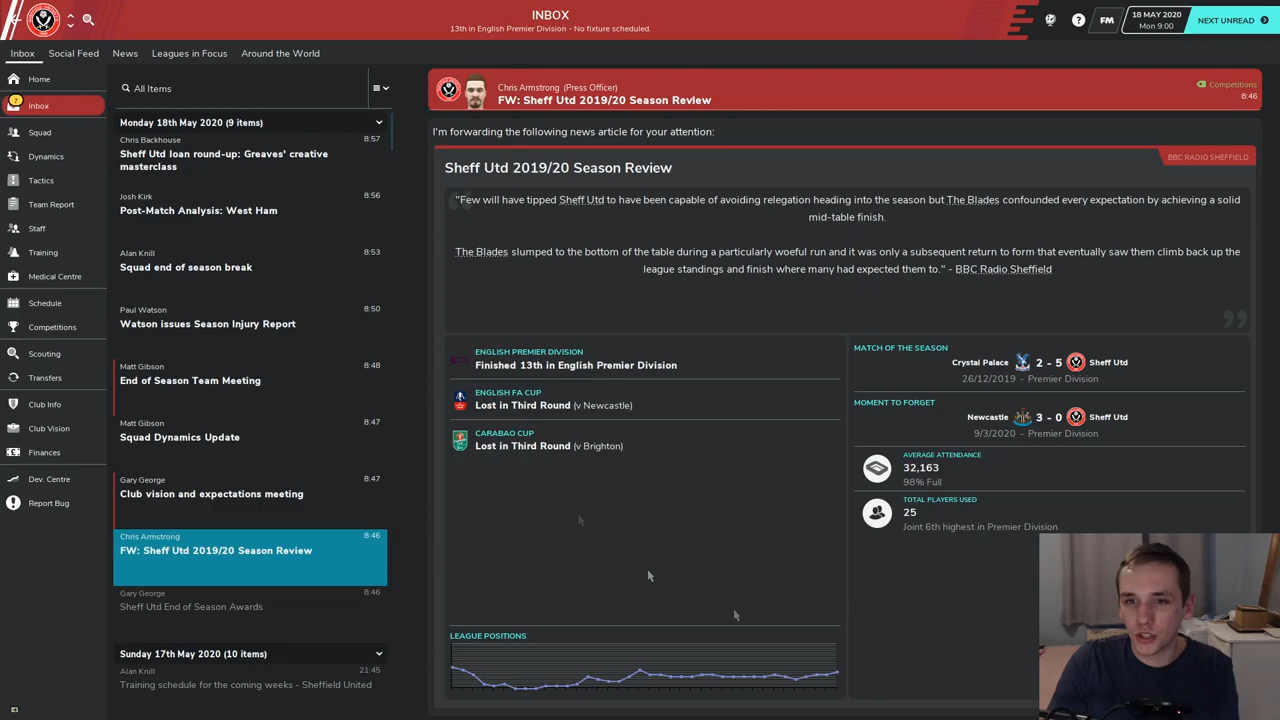 INBOX
13th in English Premier Division - No fixture scheduled.
FM
18 MAY 2020
Mon 9:00
NEXT UNREAD
Inbox
Social Feed
News
Leagues in Focus
Around the World
Home
7
Inbox
Squad
Dynamics
Tactics
Team Report
Staff
Training
Medical Centre
Schedule
Competitions
Scouting
Transfers
Club Info
Club Vision
Finances
Dev. Centre
Report Bug
All Items
Monday 18th May 2020 (9 items)
Chris Backhouse 8:57
Sheff Utd loan round-up: Greaves' creative
masterclass
Josh Kirk 8:56
Post-Match Analysis: West Ham
Alan Knill 8:53
Squad end of season break
Paul Watson 8:50
Watson issues Season Injury Report
Matt Gibson 8:48
End of Season Team Meeting
Matt Gibson 8:47
Squad Dynamics Update
Gary George 8:47
Club vision and expectations meeting
Chris Armstrong 8:46
FW: Sheff Utd 2019/20 Season Review
Gary George 8:46
Sheff Utd End of Season Awards
Sunday 17th May 2020 (10 items)
Alan Knill 21:45
Training schedule for the coming weeks - Sheffield United
Chris Armstrong (Press Officer)
FW: Sheff Utd 2019/20 Season Review
Competitions
8:46
I'm forwarding the following news article for your attention:
Sheff Utd 2019/20 Season Review
BBC RADIO SHEFFIELD
"Few will have tipped Sheff Utd to have been capable of avoiding relegation heading into the season but The Blades confounded every expectation by achieving a solid
mid-table finish.
The Blades slumped to the bottom of the table during a particularly woeful run and it was only a subsequent return to form that eventually saw them climb back up the
league standings and finish where many had expected them to." - BBC Radio Sheffield
ENGLISH PREMIER DIVISION
Finished 13th in English Premier Division
ENGLISH FA CUP
Lost in Third Round (v Newcastle)
CARABAO CUP
Lost in Third Round (v Brighton)
LEAGUE POSITIONS
MATCH OF THE SEASON
Crystal Palace 2 - 5 Sheff Utd
26/12/2019 - Premier Division
MOMENT TO FORGET
Newcastle 3 - 0 Sheff Utd
9/3/2020 - Premier Division
AVERAGE ATTENDANCE
32,163
98% Full
TOTAL PLAYERS USED
25
Joint 6th highest in Premier Division